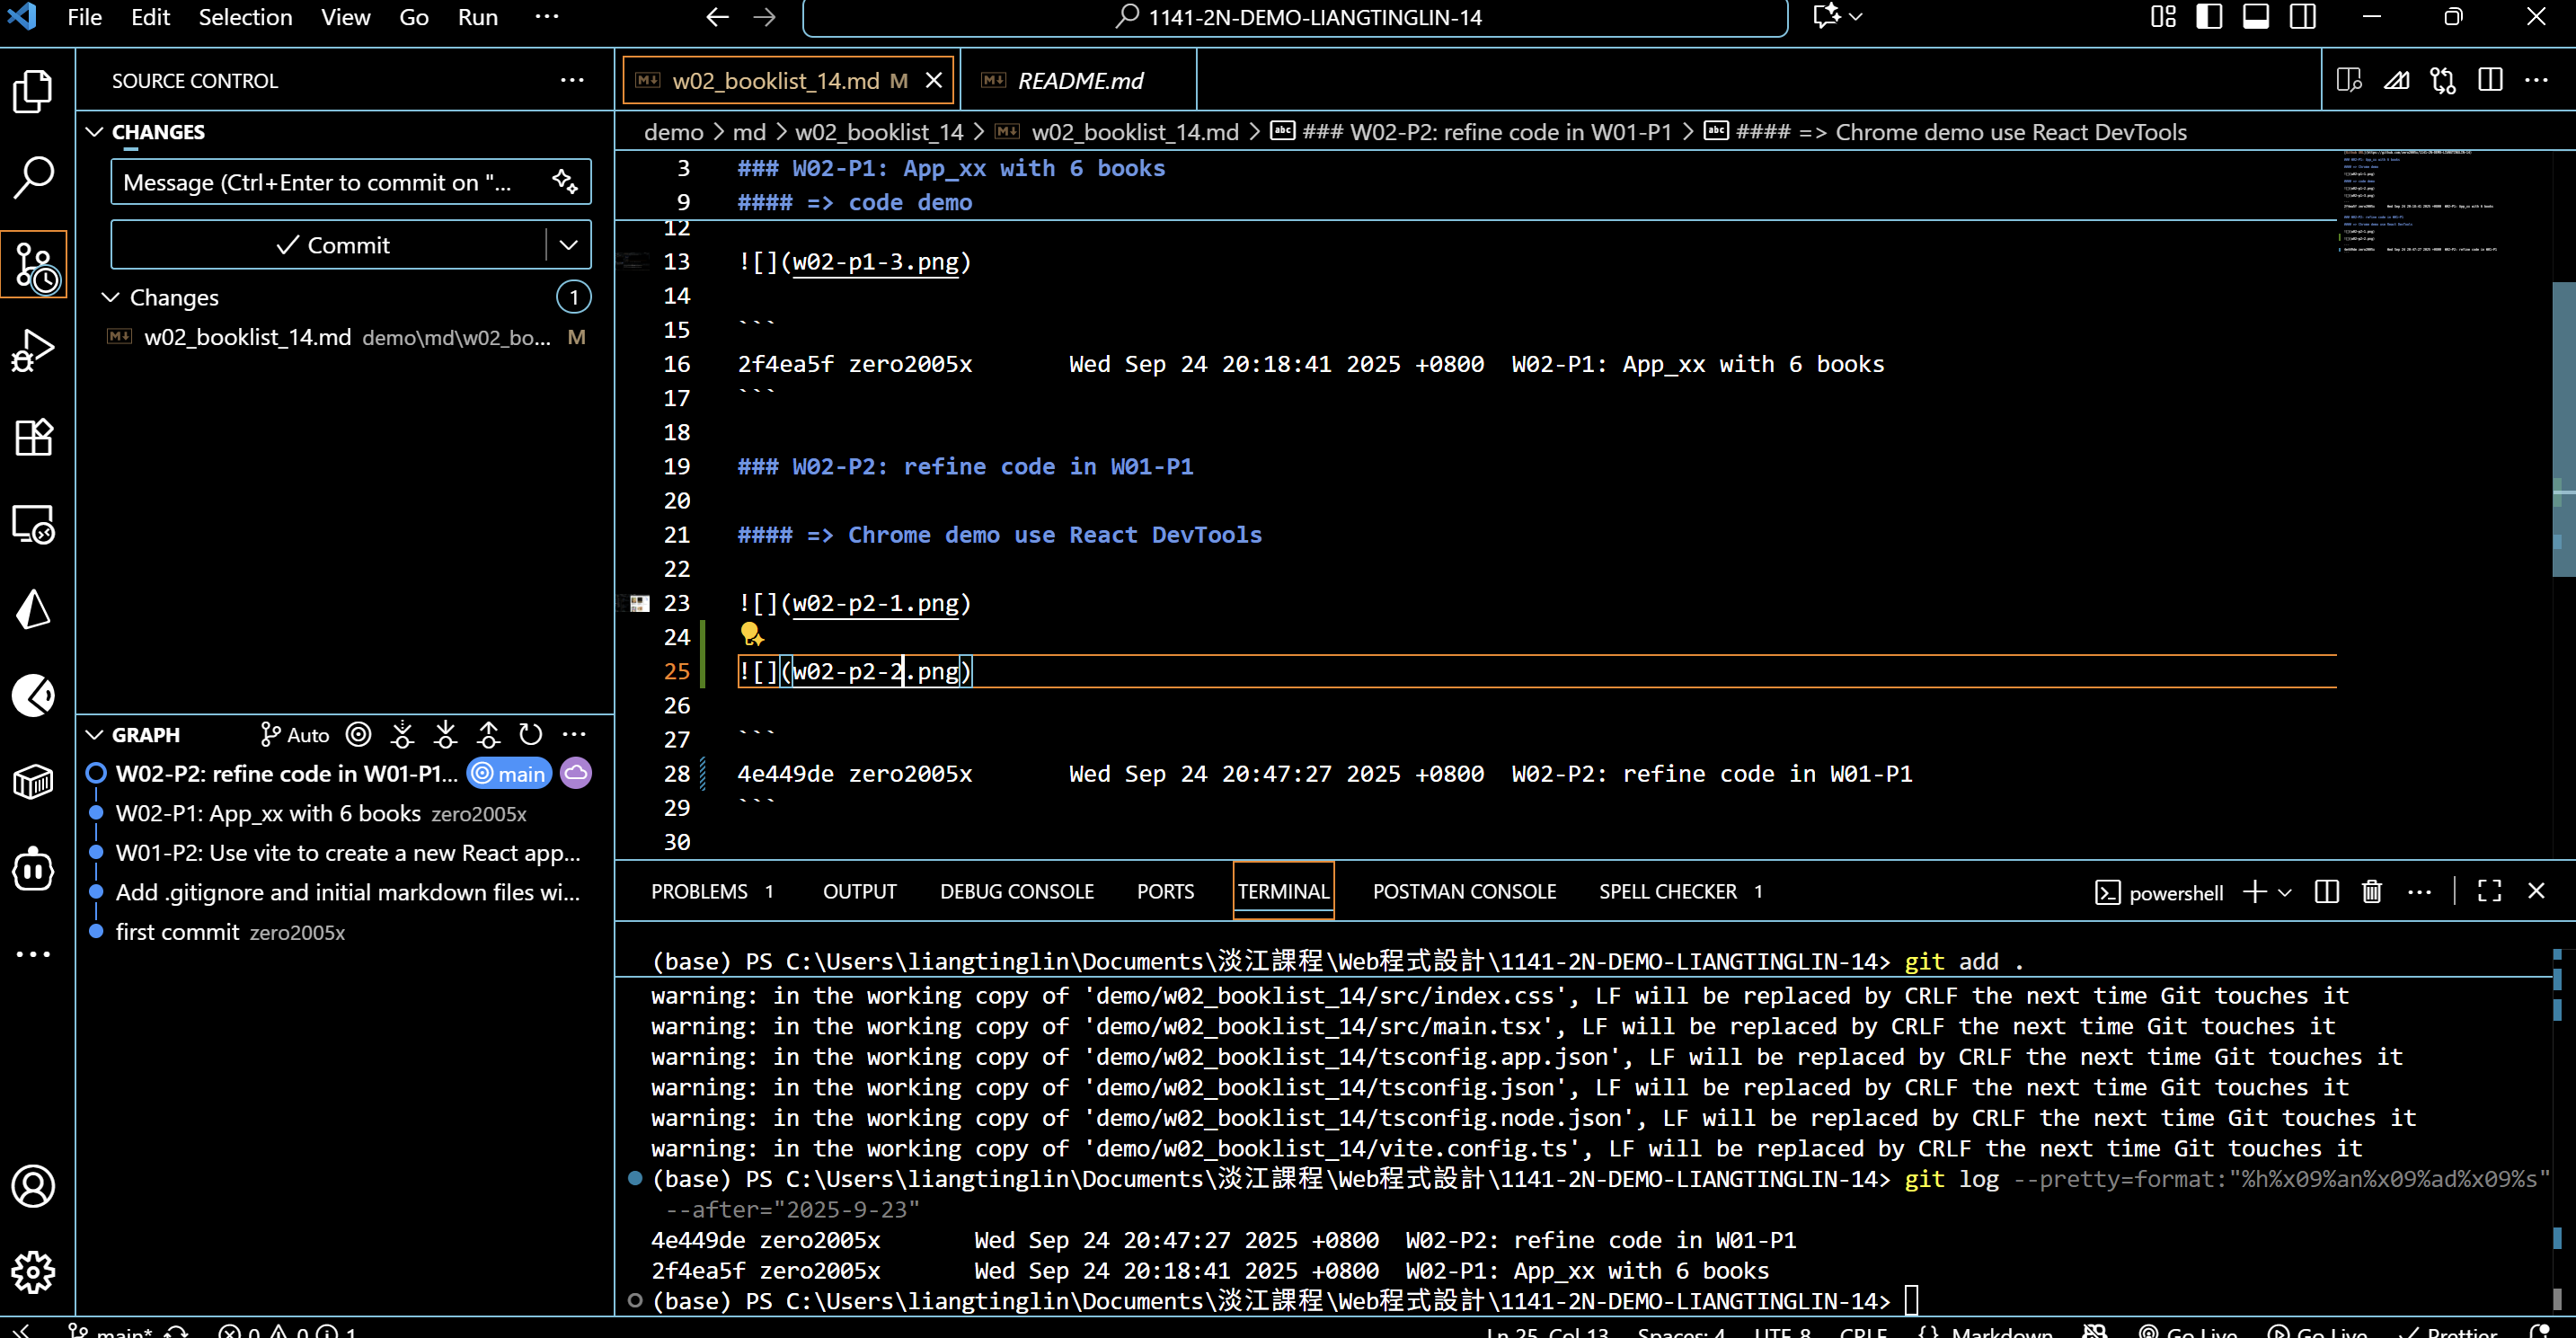 File Edit Selection View Go Run ... 1141-2N-DEMO-LIANGTINGLIN-14
SOURCE CONTROL
CHANGES
Message (Ctrl+Enter to commit on "...
Commit
Changes 1
w02_booklist_14.md demo\md\w02_bo... M
GRAPH Auto
W02-P2: refine code in W01-P1... main
W02-P1: App_xx with 6 books zero2005x
W01-P2: Use vite to create a new React app...
Add .gitignore and initial markdown files wi...
first commit zero2005x
w02_booklist_14.md M README.md
demo > md > w02_booklist_14 > w02_booklist_14.md > ### W02-P2: refine code in W01-P1 > #### => Chrome demo use React DevTools
3 ### W02-P1: App_xx with 6 books
9 #### => code demo
12
13 ![](w02-p1-3.png)
14
15 ```
16 2f4ea5f zero2005x Wed Sep 24 20:18:41 2025 +0800 W02-P1: App_xx with 6 books
17 ```
18
19 ### W02-P2: refine code in W01-P1
20
21 #### => Chrome demo use React DevTools
22
23 ![](w02-p2-1.png)
24
25 ![](w02-p2-2.png)
26
27 ```
28 4e449de zero2005x Wed Sep 24 20:47:27 2025 +0800 W02-P2: refine code in W01-P1
29 ```
30
PROBLEMS 1 OUTPUT DEBUG CONSOLE PORTS TERMINAL POSTMAN CONSOLE SPELL CHECKER 1 powershell
(base) PS C:\Users\liangtinglin\Documents\淡江課程\Web程式設計\1141-2N-DEMO-LIANGTINGLIN-14> git add .
warning: in the working copy of 'demo/w02_booklist_14/src/index.css', LF will be replaced by CRLF the next time Git touches it
warning: in the working copy of 'demo/w02_booklist_14/src/main.tsx', LF will be replaced by CRLF the next time Git touches it
warning: in the working copy of 'demo/w02_booklist_14/tsconfig.app.json', LF will be replaced by CRLF the next time Git touches it
warning: in the working copy of 'demo/w02_booklist_14/tsconfig.json', LF will be replaced by CRLF the next time Git touches it
warning: in the working copy of 'demo/w02_booklist_14/tsconfig.node.json', LF will be replaced by CRLF the next time Git touches it
warning: in the working copy of 'demo/w02_booklist_14/vite.config.ts', LF will be replaced by CRLF the next time Git touches it
(base) PS C:\Users\liangtinglin\Documents\淡江課程\Web程式設計\1141-2N-DEMO-LIANGTINGLIN-14> git log --pretty=format:"%h%x09%an%x09%ad%x09%s"
--after="2025-9-23"
4e449de zero2005x Wed Sep 24 20:47:27 2025 +0800 W02-P2: refine code in W01-P1
2f4ea5f zero2005x Wed Sep 24 20:18:41 2025 +0800 W02-P1: App_xx with 6 books
(base) PS C:\Users\liangtinglin\Documents\淡江課程\Web程式設計\1141-2N-DEMO-LIANGTINGLIN-14>
main* 0 0 1 Ln 25, Col 13 Spaces: 4 UTF-8 CRLF {} Markdown Go Live Go Live Prettier